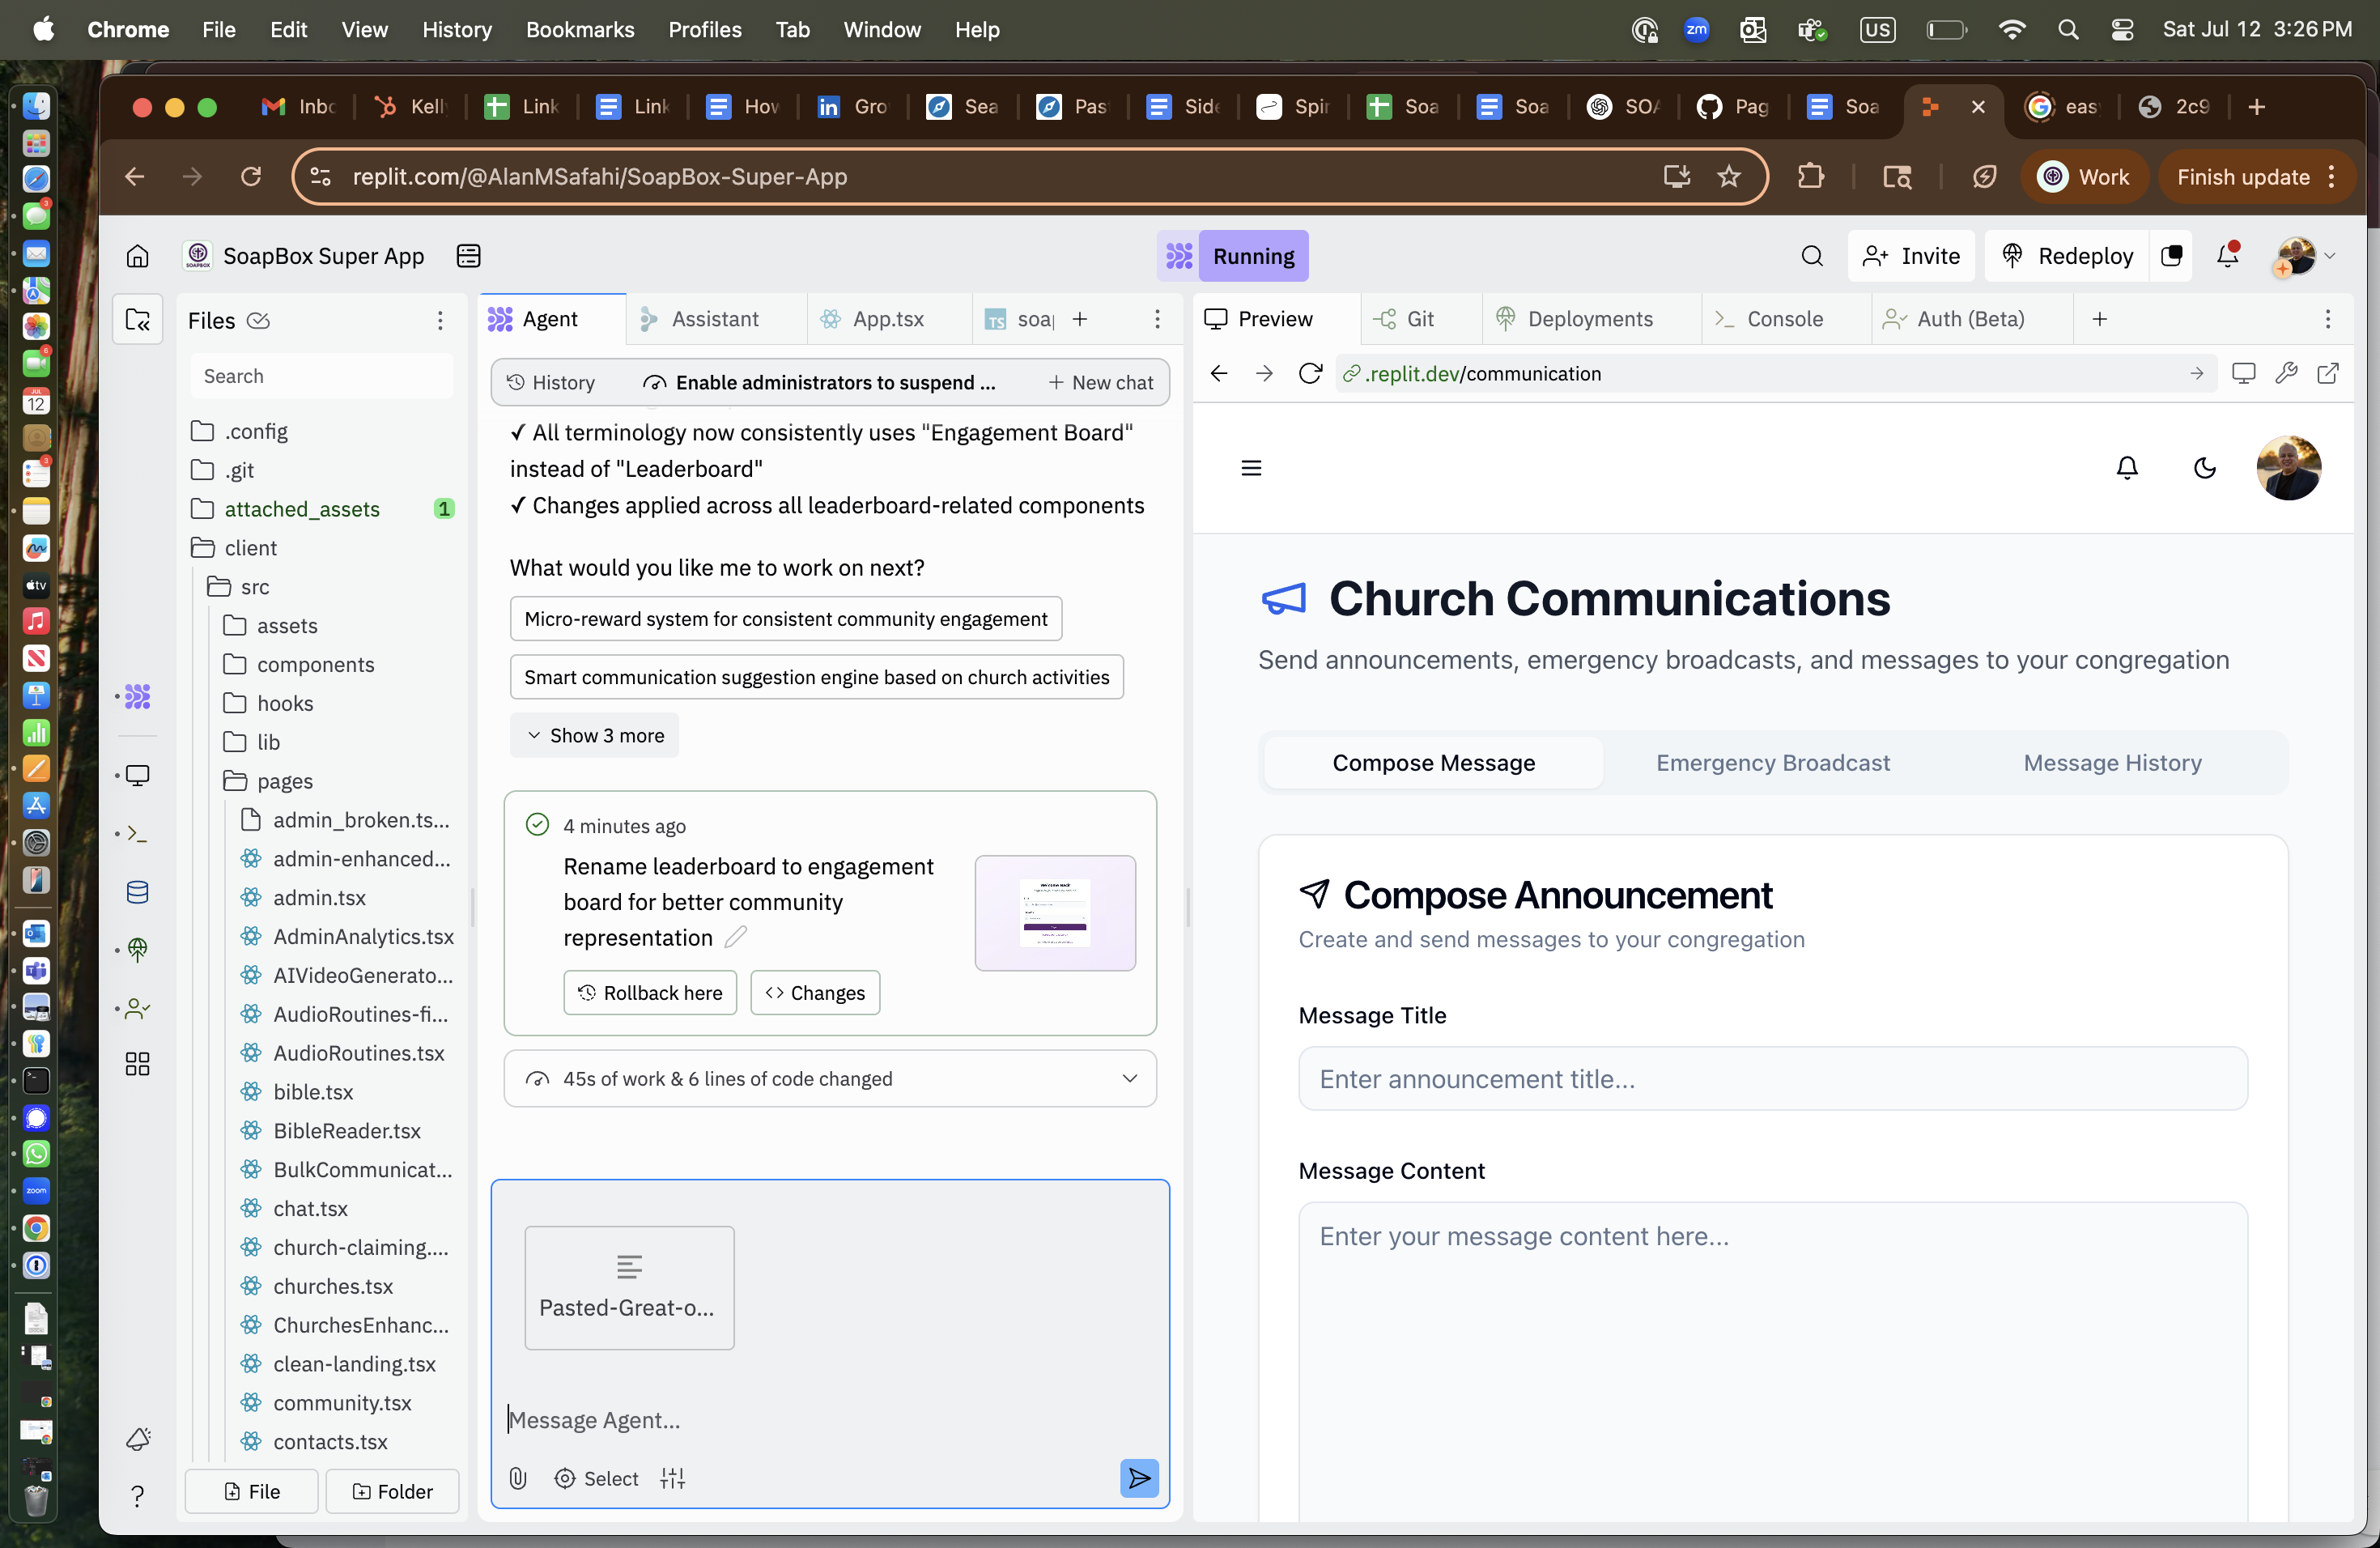 Chrome File Edit View History Bookmarks Profiles Tab Window Help
zm US Sat Jul 12 3:26 PM
Inbo Kelly Link Link How Gro Sea Pas Side Spir Soa Soa SOA Pag Soa eas 2c9
replit.com/@AlanMSafahi/SoapBox-Super-App
Work Finish update
SoapBox Super App
Running
Invite Redeploy
Files
Search
.config
.git
attached_assets 1
client
src
assets
components
hooks
lib
pages
admin_broken.ts...
admin-enhanced...
admin.tsx
AdminAnalytics.tsx
AIVideoGenerato...
AudioRoutines-fi...
AudioRoutines.tsx
bible.tsx
BibleReader.tsx
BulkCommunicat...
chat.tsx
church-claiming....
churches.tsx
ChurchesEnhanc...
clean-landing.tsx
community.tsx
contacts.tsx
File Folder
Agent Assistant App.tsx TS soap
History Enable administrators to suspend ... New chat
✓ All terminology now consistently uses "Engagement Board"
instead of "Leaderboard"
✓ Changes applied across all leaderboard-related components
What would you like me to work on next?
Micro-reward system for consistent community engagement
Smart communication suggestion engine based on church activities
Show 3 more
4 minutes ago
Rename leaderboard to engagement
board for better community
representation
Rollback here Changes
45s of work & 6 lines of code changed
Pasted-Great-o...
Message Agent...
Select
Preview Git Deployments Console Auth (Beta)
.replit.dev/communication
Church Communications
Send announcements, emergency broadcasts, and messages to your congregation
Compose Message Emergency Broadcast Message History
Compose Announcement
Create and send messages to your congregation
Message Title
Enter announcement title...
Message Content
Enter your message content here...